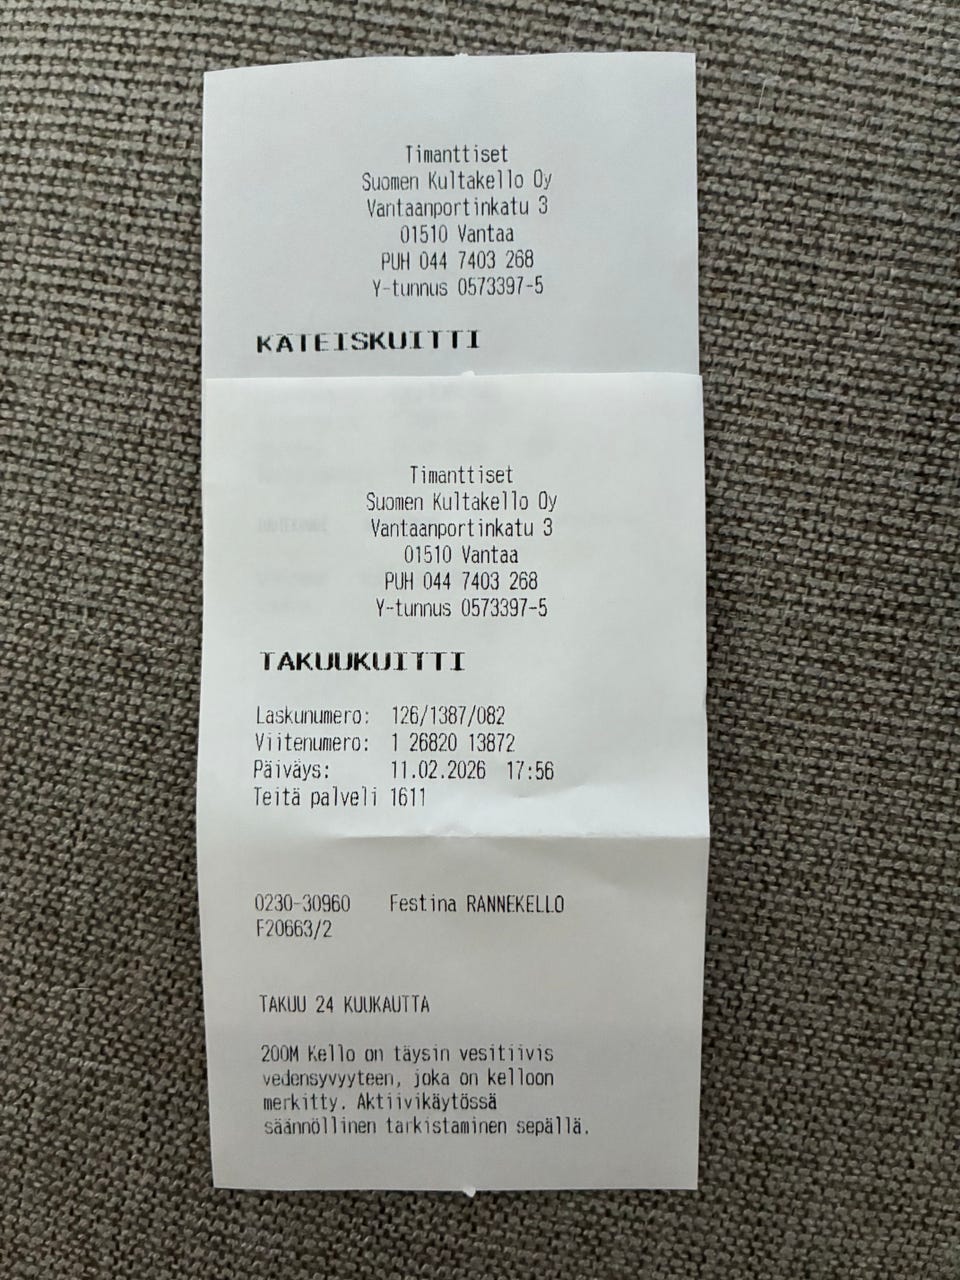 Timanttiset
Suomen Kultakello Oy
Vantaanportinkatu 3
01510 Vantaa
PUH 044 7403 268
Y-tunnus 0573397-5
KÄTEISKUITTI
Timanttiset
Suomen Kultakello Oy
Vantaanportinkatu 3
01510 Vantaa
PUH 044 7403 268
Y-tunnus 0573397-5
TAKUUKUITTI
Laskunumero: 126/1387/082
Viitenumero: 1 26820 13872
Päiväys: 11.02.2026 17:56
Teitä palveli 1611
0230-30960 Festina RANNEKELLO
F20663/2
TAKUU 24 KUUKAUTTA
200M Kello on täysin vesitiivis
vedensyvyyteen, joka on kelloon
merkitty. Aktiivikäytössä
säännöllinen tarkistaminen sepällä.